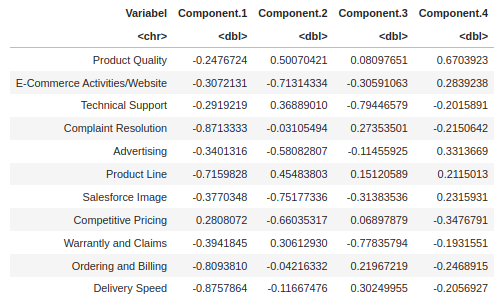 Variabel Component.1 Component.2 Component.3 Component.4
<chr> <dbl> <dbl> <dbl> <dbl>
Product Quality -0.2476724 0.50070421 0.08097651 0.6703923
E-Commerce Activities/Website -0.3072131 -0.71314334 -0.30591063 0.2839238
Technical Support -0.2919219 0.36889010 -0.79446579 -0.2015891
Complaint Resolution -0.8713333 -0.03105494 0.27353501 -0.2150642
Advertising -0.3401316 -0.58082807 -0.11455925 0.3313669
Product Line -0.7159828 0.45483803 0.15120589 0.2115013
Salesforce Image -0.3770348 -0.75177336 -0.31383536 0.2315931
Competitive Pricing 0.2808072 -0.66035317 0.06897879 -0.3476791
Warrantly and Claims -0.3941845 0.30612930 -0.77835794 -0.1931551
Ordering and Billing -0.8093810 -0.04216332 0.21967219 -0.2468915
Delivery Speed -0.8757864 -0.11667476 0.30249955 -0.2056927